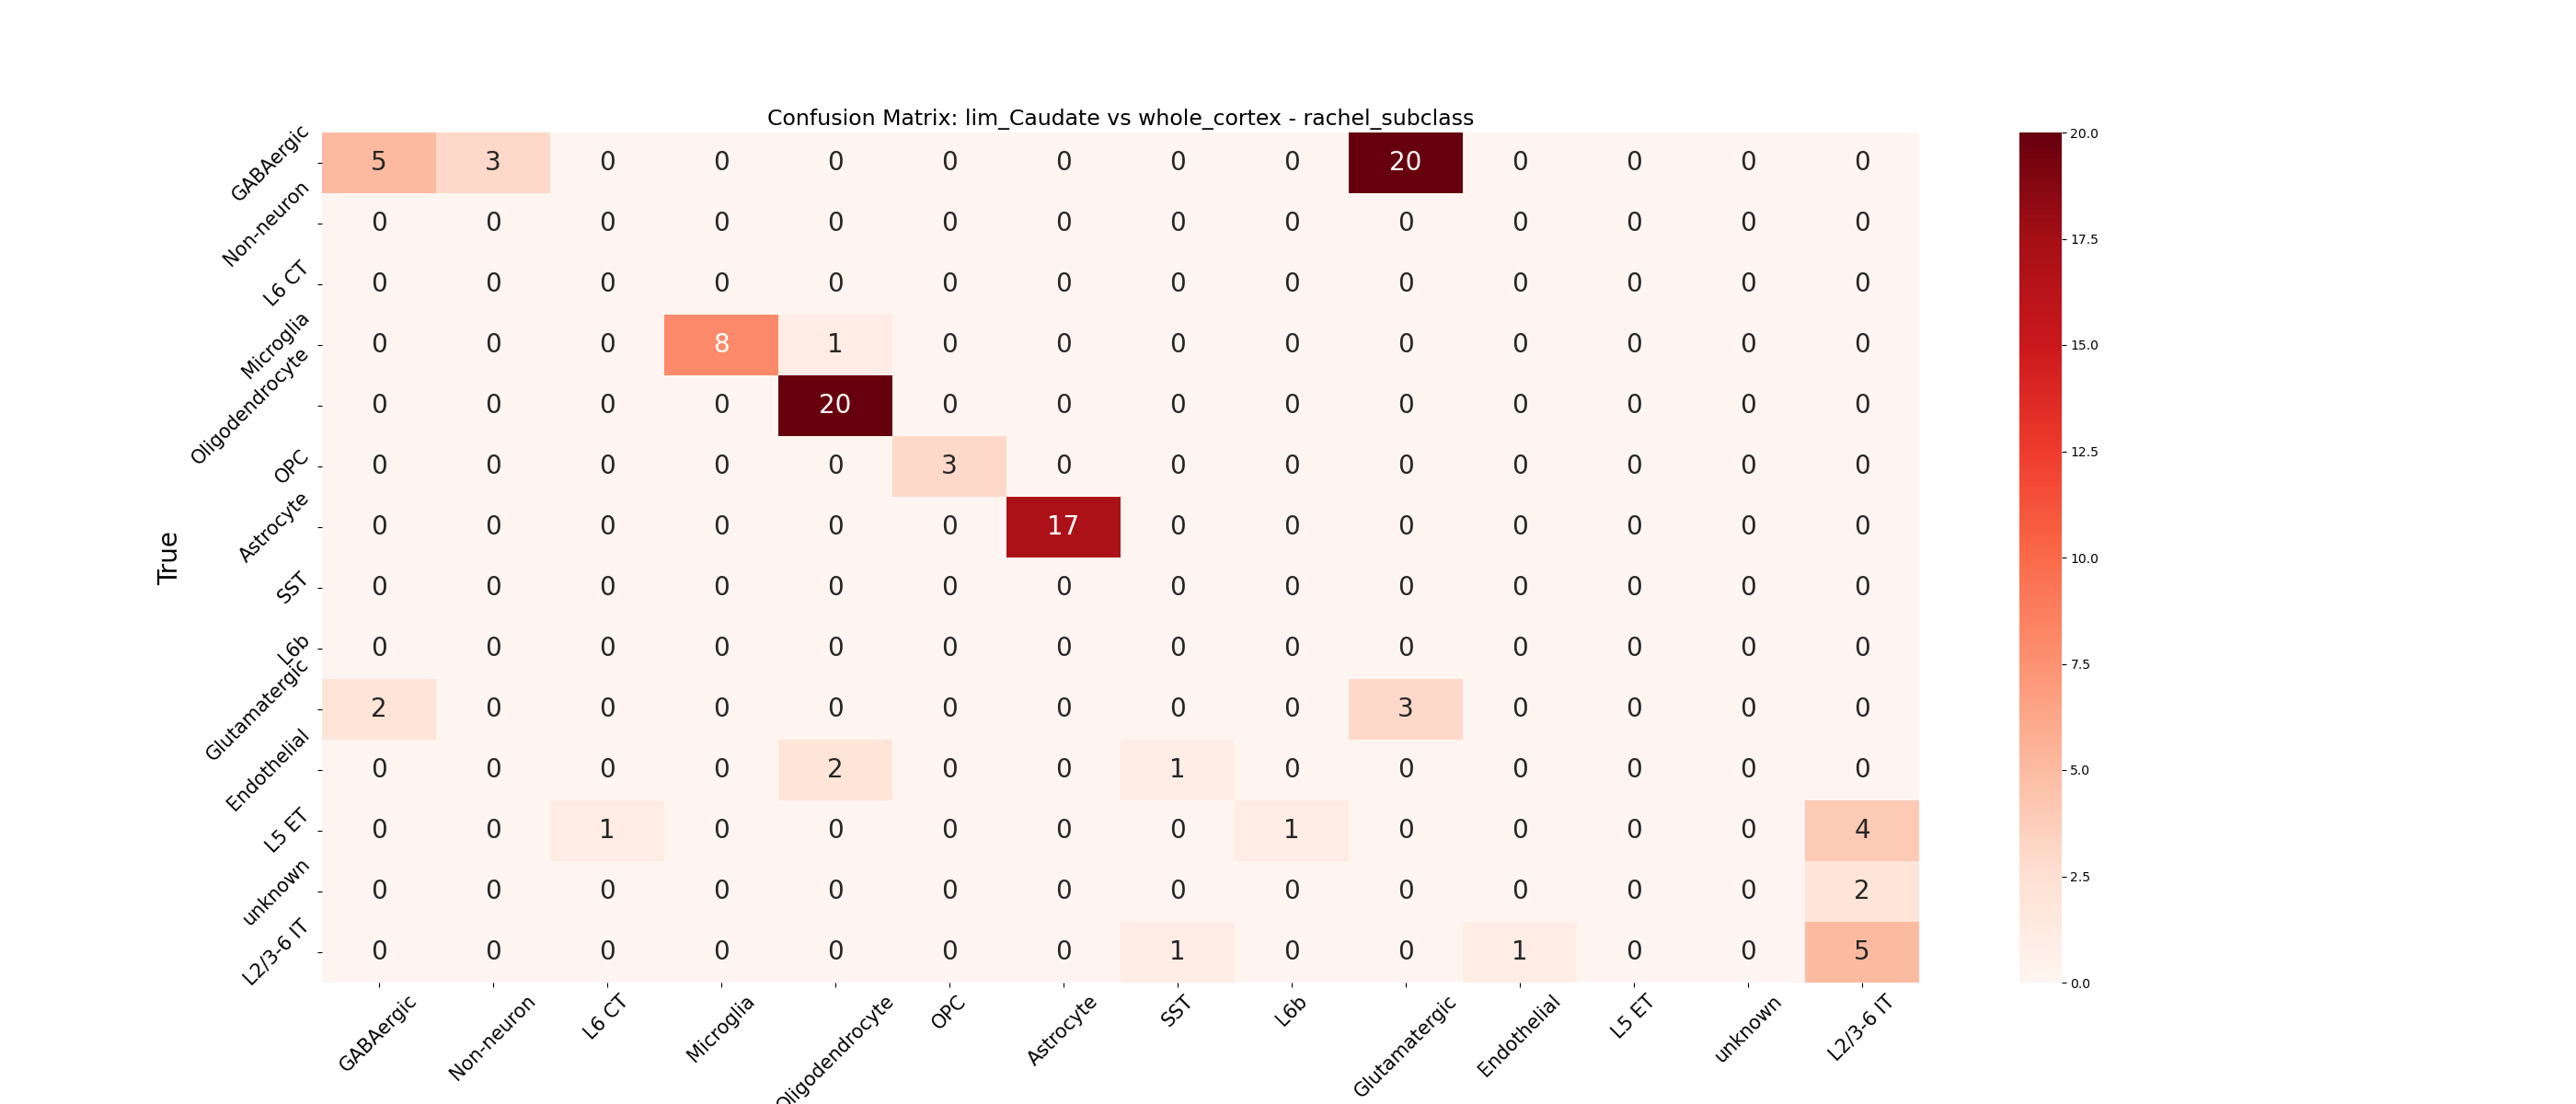 Confusion Matrix: lim_Caudate vs whole_cortex - rachel_subclass
GABAergic 5 3 0 0 0 0 0 0 0 20 0 0 0 0
Non-neuron 0 0 0 0 0 0 0 0 0 0 0 0 0 0
L6 CT 0 0 0 0 0 0 0 0 0 0 0 0 0 0
Microglia 0 0 0 8 1 0 0 0 0 0 0 0 0 0
Oligodendrocyte 0 0 0 0 20 0 0 0 0 0 0 0 0 0
OPC 0 0 0 0 0 3 0 0 0 0 0 0 0 0
Astrocyte 0 0 0 0 0 0 17 0 0 0 0 0 0 0
SST 0 0 0 0 0 0 0 0 0 0 0 0 0 0
L6b 0 0 0 0 0 0 0 0 0 0 0 0 0 0
Glutamatergic 2 0 0 0 0 0 0 0 0 3 0 0 0 0
Endothelial 0 0 0 0 2 0 0 1 0 0 0 0 0 0
L5 ET 0 0 1 0 0 0 0 0 1 0 0 0 0 4
unknown 0 0 0 0 0 0 0 0 0 0 0 0 0 2
L2/3-6 IT 0 0 0 0 0 0 0 1 0 0 1 0 0 5
True
GABAergic Non-neuron L6 CT Microglia Oligodendrocyte OPC Astrocyte SST L6b Glutamatergic Endothelial L5 ET unknown L2/3-6 IT
20.0
17.5
15.0
12.5
10.0
7.5
5.0
2.5
0.0